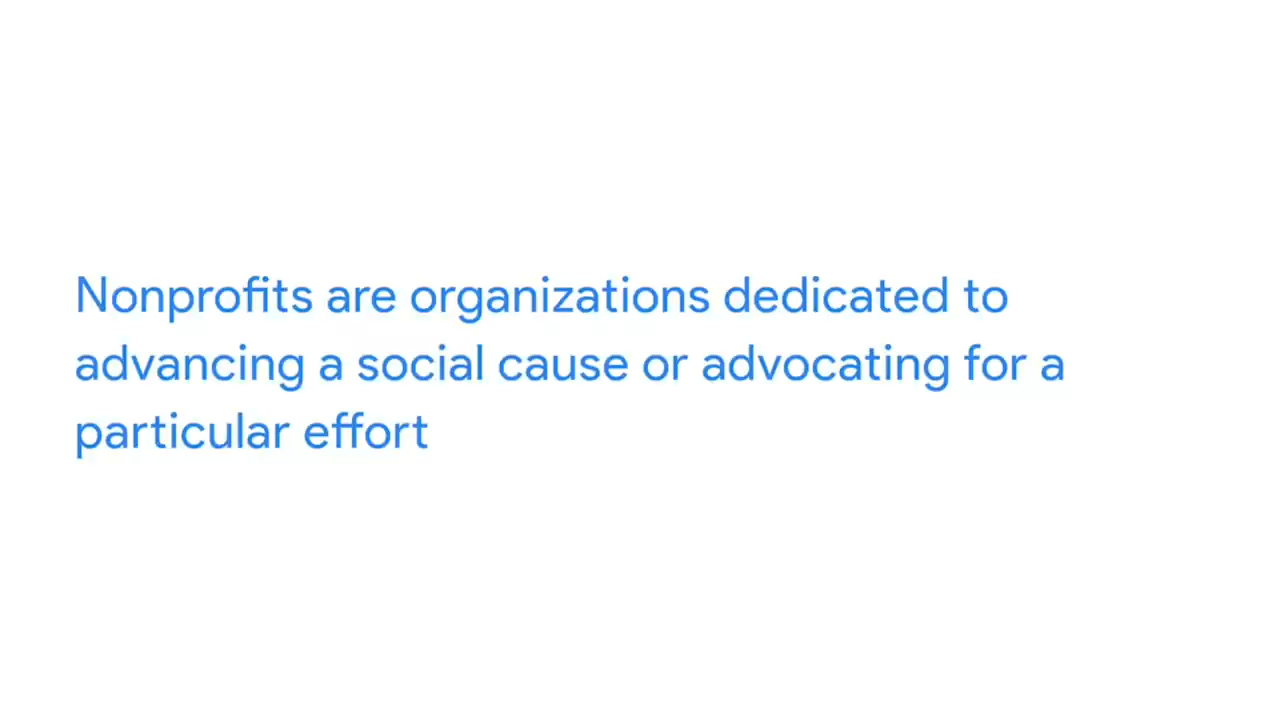 Nonprofits are organizations dedicated to
advancing a social cause or advocating for a
particular effort